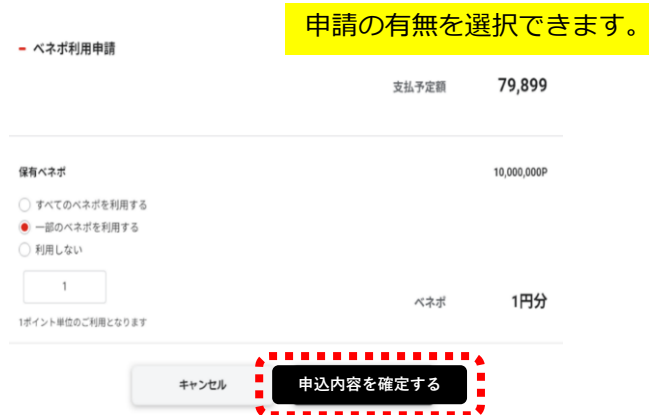 申請の有無を選択できます。
ベネポ利用申請
支払予定額 79,899
保有ベネポ 10,000,000P
すべてのベネポを利用する
一部のベネポを利用する
利用しない
1
ベネポ 1円分
1ポイント単位のご利用となります
キャンセル 申込内容を確定する